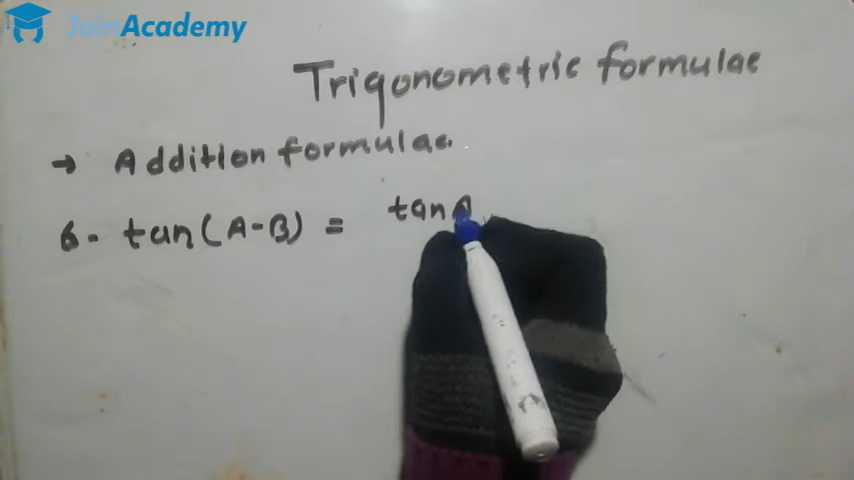 JoinAcademy
Trigonometric formulae
→ Addition formulae.
6. tan(A-B) = tan A